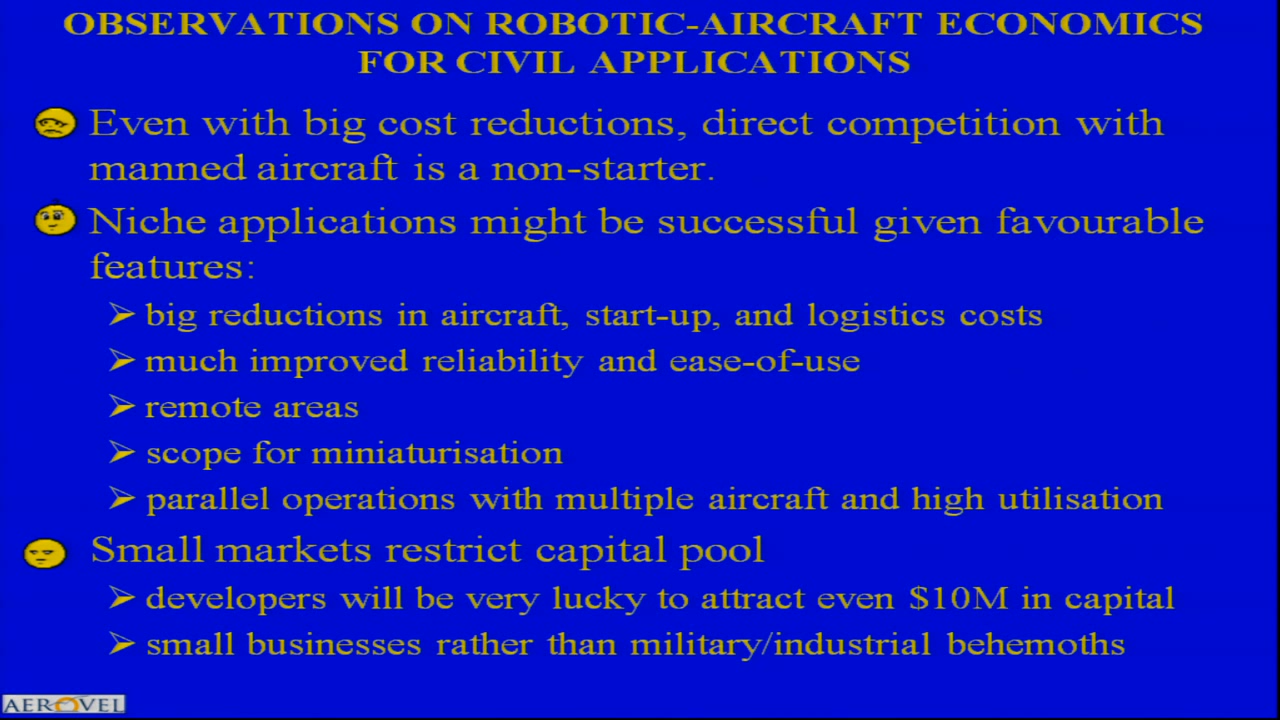 OBSERVATIONS ON ROBOTIC-AIRCRAFT ECONOMICS
FOR CIVIL APPLICATIONS
Even with big cost reductions, direct competition with
manned aircraft is a non-starter.
Niche applications might be successful given favourable
features:
big reductions in aircraft, start-up, and logistics costs
much improved reliability and ease-of-use
remote areas
scope for miniaturisation
parallel operations with multiple aircraft and high utilisation
Small markets restrict capital pool
developers will be very lucky to attract even $10M in capital
small businesses rather than military/industrial behemoths
AEROVEL